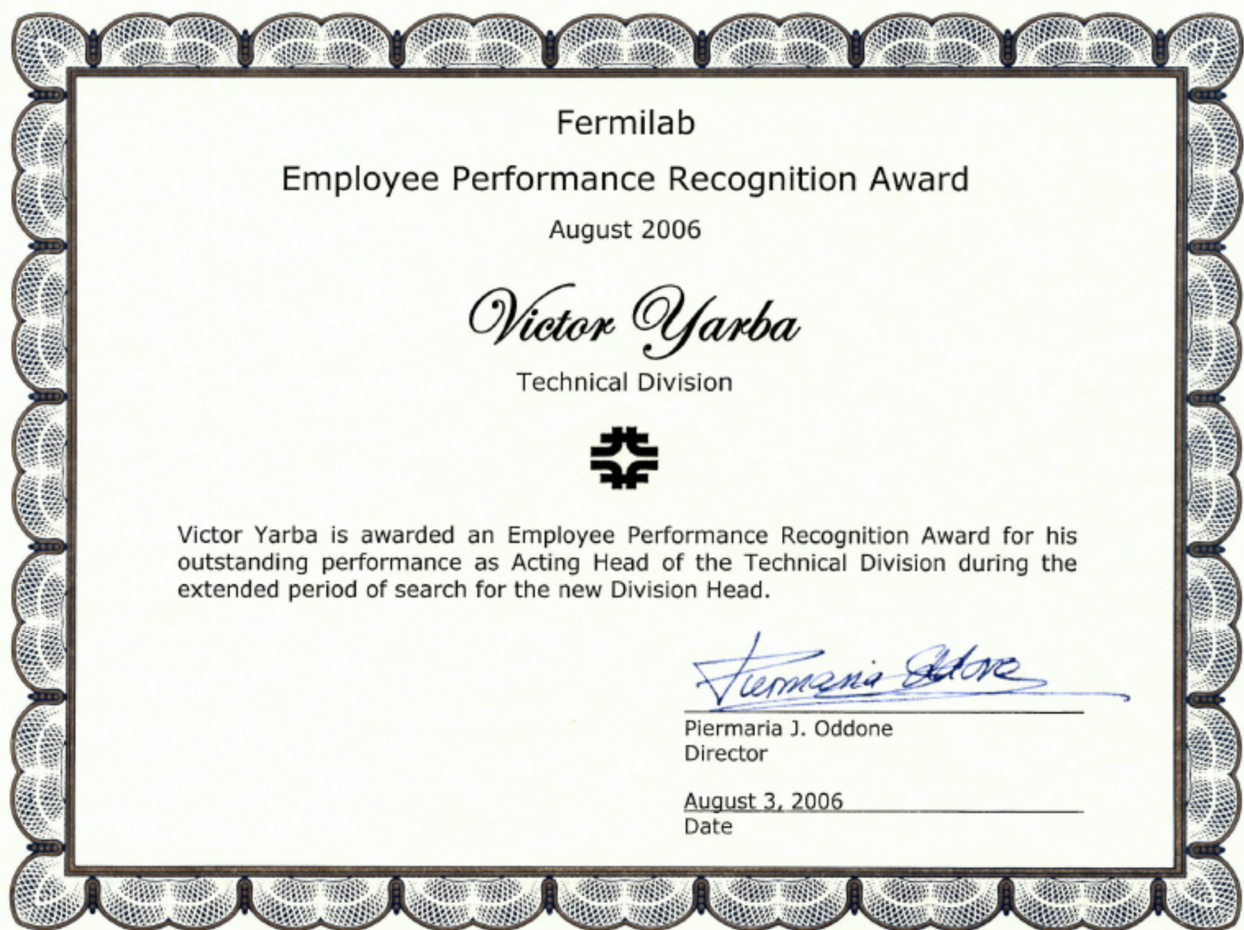 Fermilab
Employee Performance Recognition Award
August 2006
Victor Yarba
Technical Division
Victor Yarba is awarded an Employee Performance Recognition Award for his
outstanding performance as Acting Head of the Technical Division during the
extended period of search for the new Division Head.
Piermaria Oddone
Piermaria J. Oddone
Director
August 3, 2006
Date